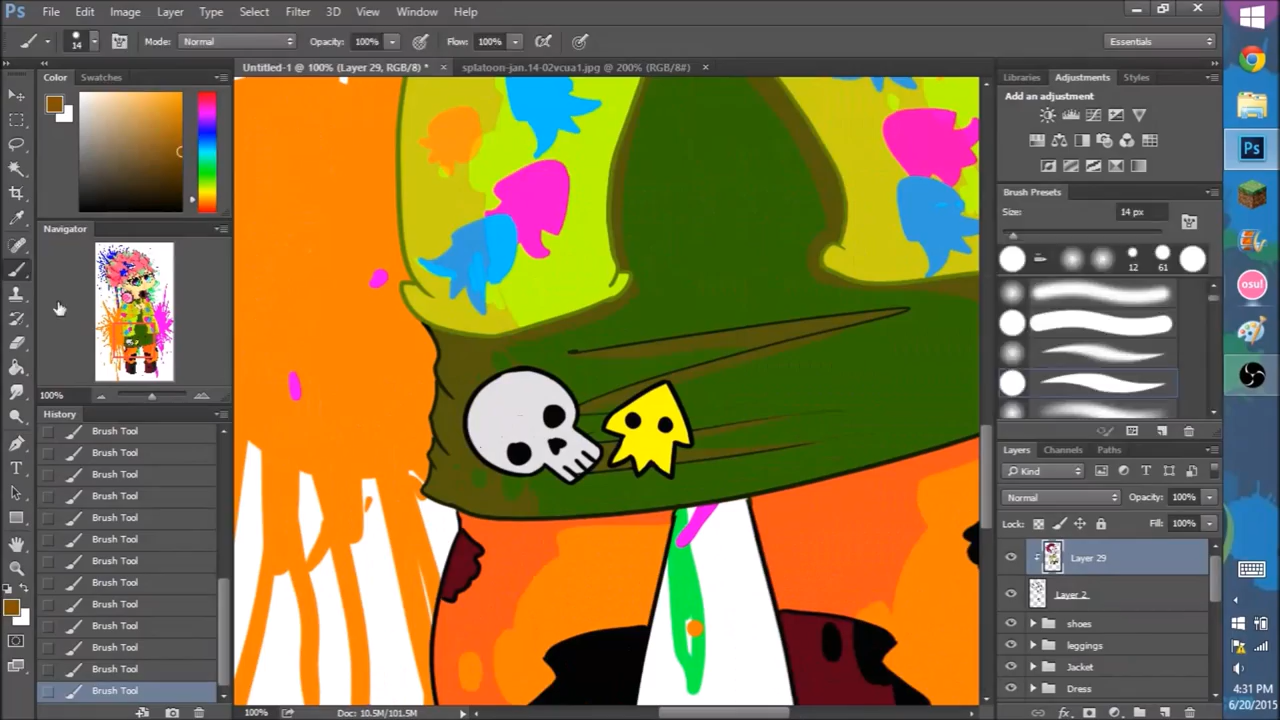 Ps File Edit Image Layer Type Select Filter 3D View Window Help
14 Mode: Normal Opacity: 100% Flow: 100% Essentials
Untitled-1 @ 100% (Layer 29, RGB/8) * × splatoon-jan.14-02vcua1.jpg @ 200% (RGB/8#) ×
Color Swatches
Libraries Adjustments Styles
Add an adjustment
Brush Presets
Size: 14 px
12 61
Navigator
100%
History
Brush Tool
Brush Tool
Brush Tool
Brush Tool
Brush Tool
Brush Tool
Brush Tool
Brush Tool
Brush Tool
Brush Tool
Brush Tool
Brush Tool
Brush Tool
Layers Channels Paths
Kind
Normal Opacity: 100%
Lock: Fill: 100%
Layer 29
Layer 2
shoes
leggings
Jacket
Dress
100% Doc: 10.5M/101.5M
Ps
osu!
4:31 PM
6/20/2015